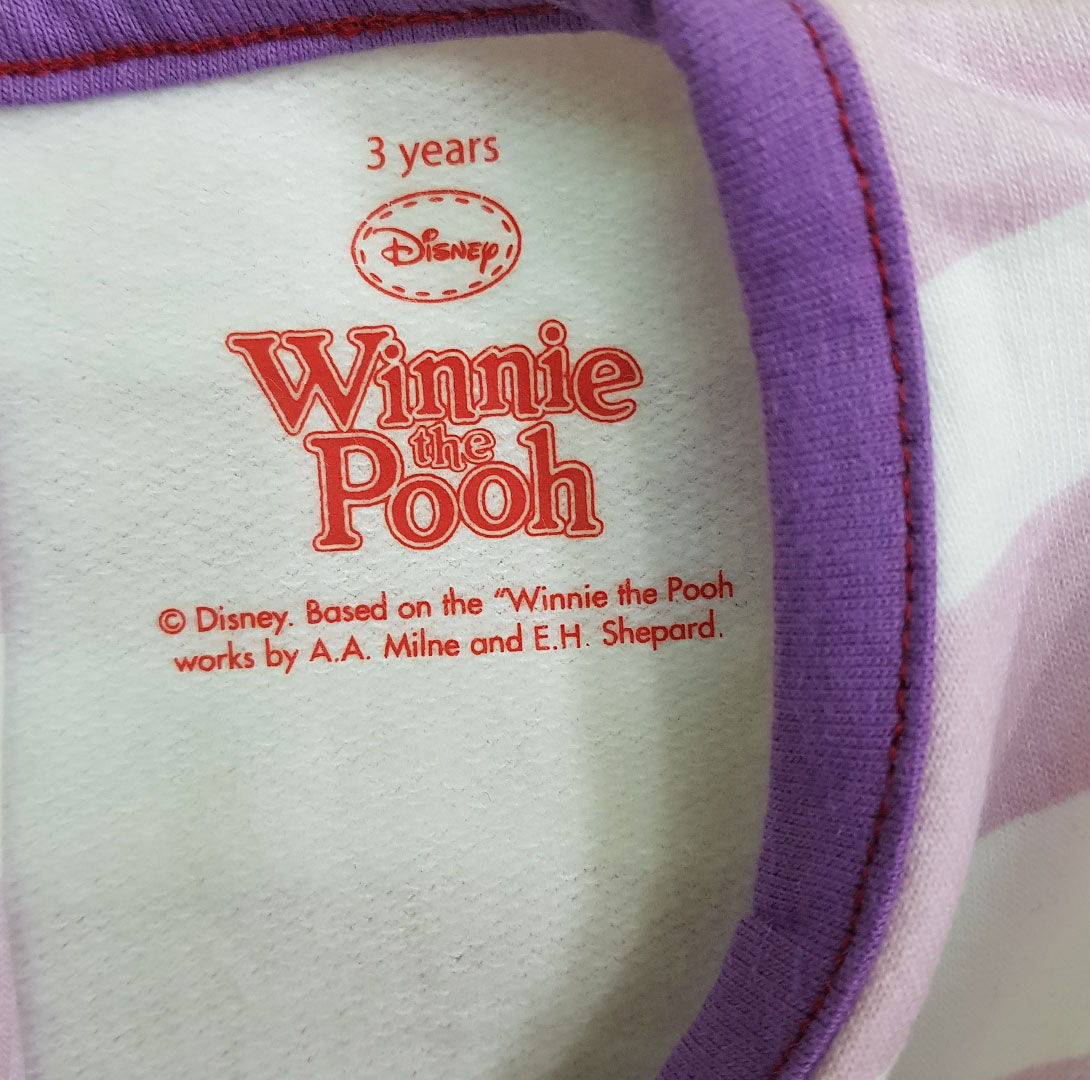 3 years
Disney
Winnie
the
Pooh
© Disney. Based on the “Winnie the Pooh
works by A.A. Milne and E.H. Shepard.